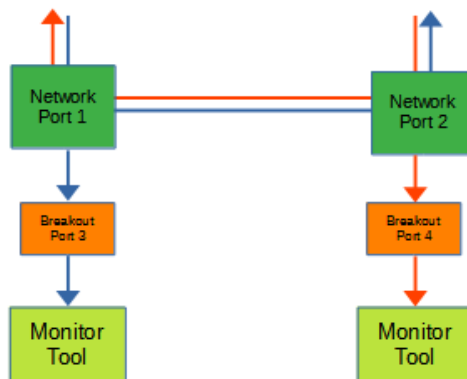 Network
Port 1
Network
Port 2
Breakout
Port 3
Breakout
Port 4
Monitor
Tool
Monitor
Tool